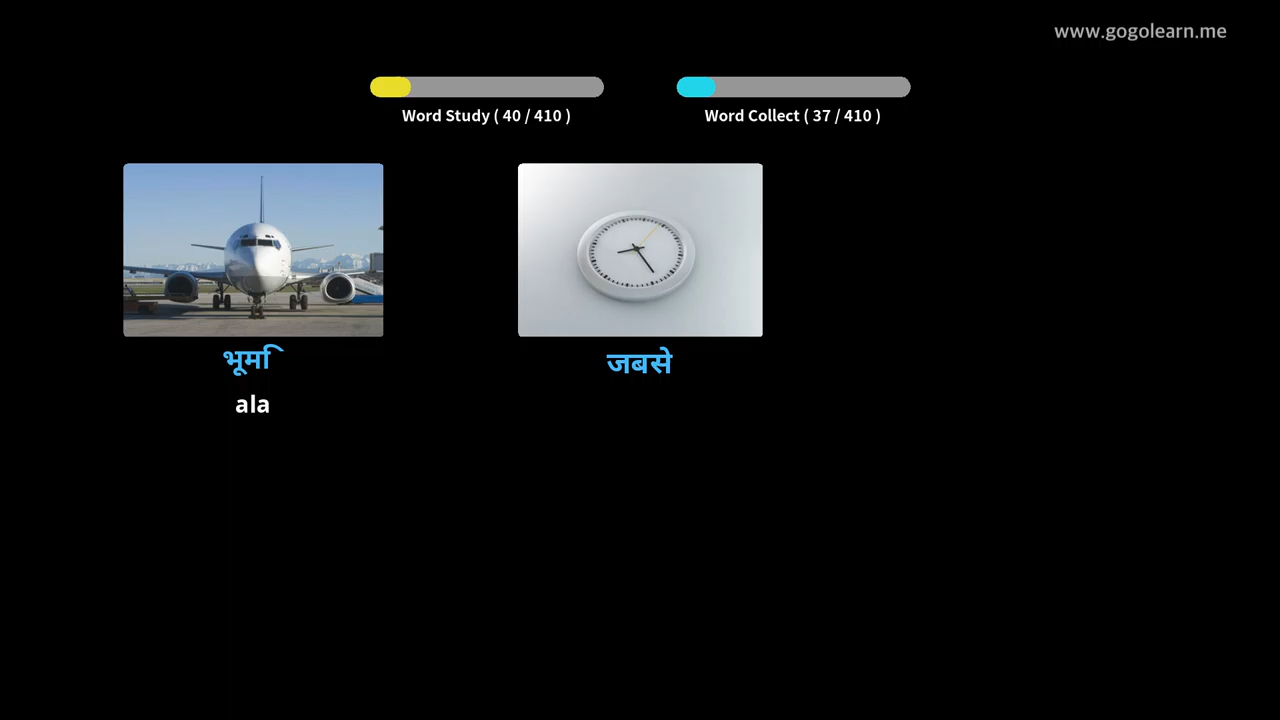 www.gogolearn.me
Word Study ( 40 / 410 )
Word Collect ( 37 / 410 )
भूमि
जबसे
ala